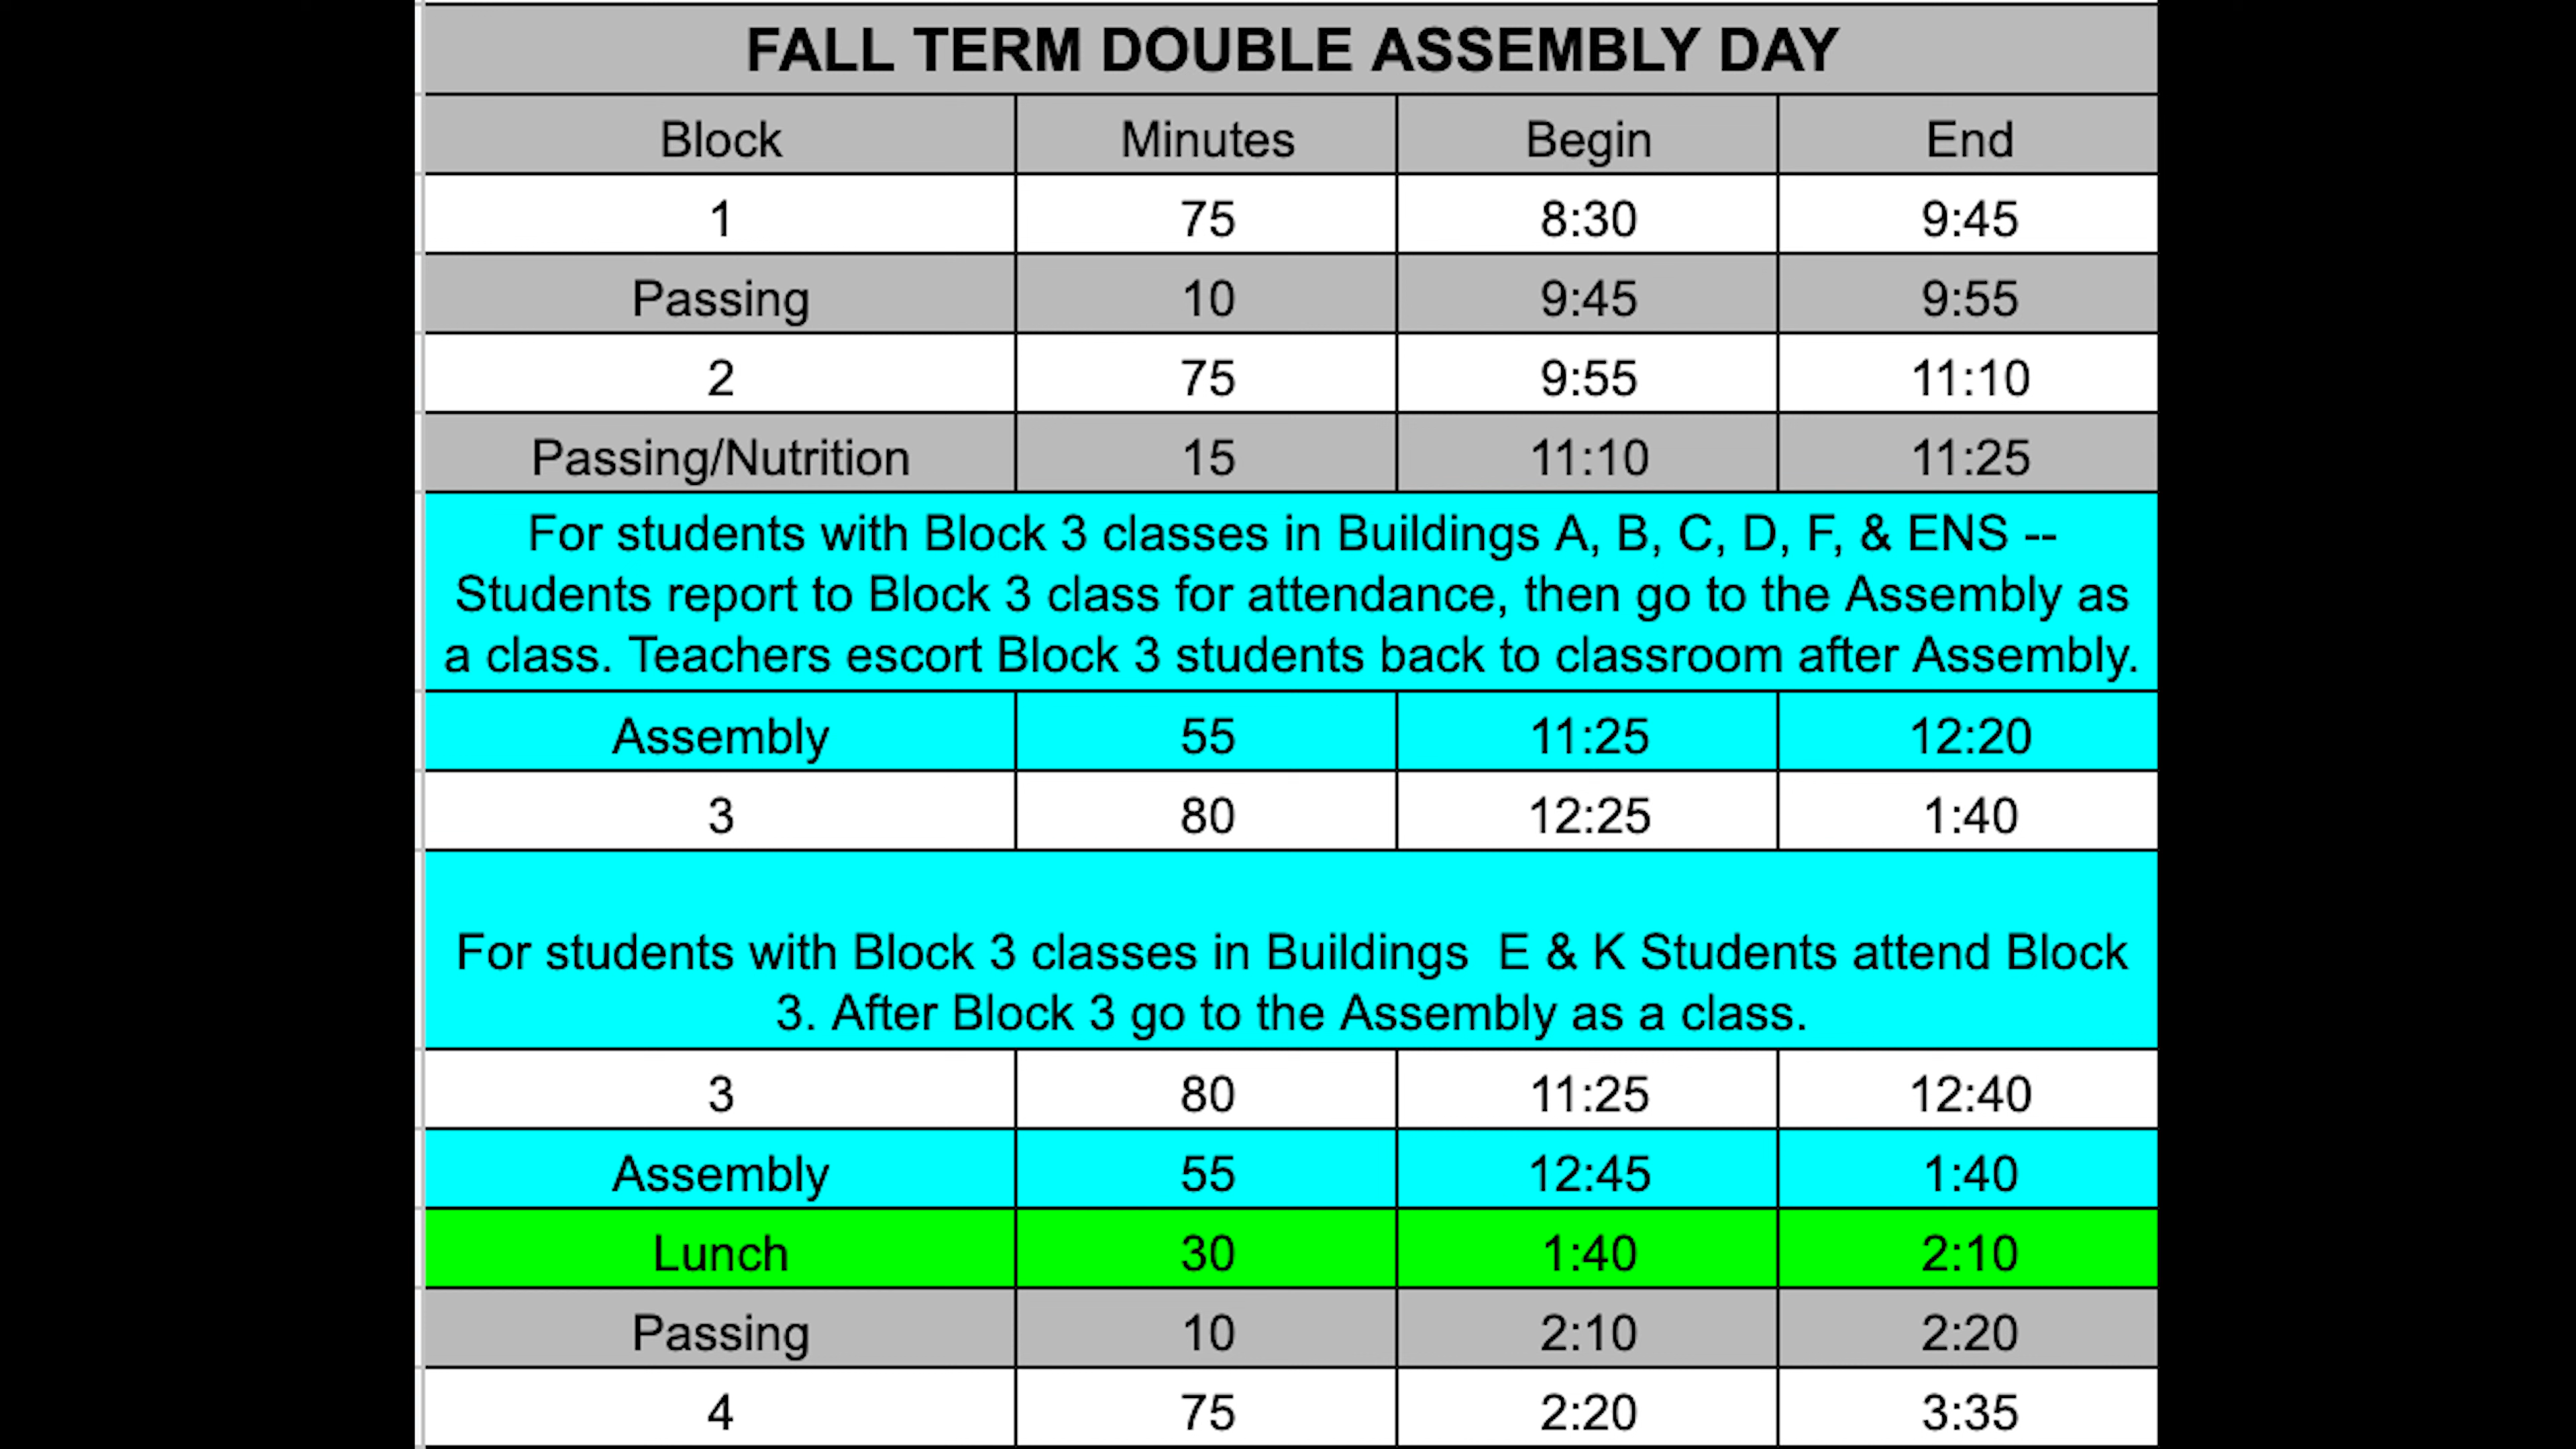 FALL TERM DOUBLE ASSEMBLY DAY
Block Minutes Begin End
1 75 8:30 9:45
Passing 10 9:45 9:55
2 75 9:55 11:10
Passing/Nutrition 15 11:10 11:25
For students with Block 3 classes in Buildings A, B, C, D, F, & ENS --
Students report to Block 3 class for attendance, then go to the Assembly as
a class. Teachers escort Block 3 students back to classroom after Assembly.
Assembly 55 11:25 12:20
3 80 12:25 1:40
For students with Block 3 classes in Buildings  E & K Students attend Block
3. After Block 3 go to the Assembly as a class.
3 80 11:25 12:40
Assembly 55 12:45 1:40
Lunch 30 1:40 2:10
Passing 10 2:10 2:20
4 75 2:20 3:35